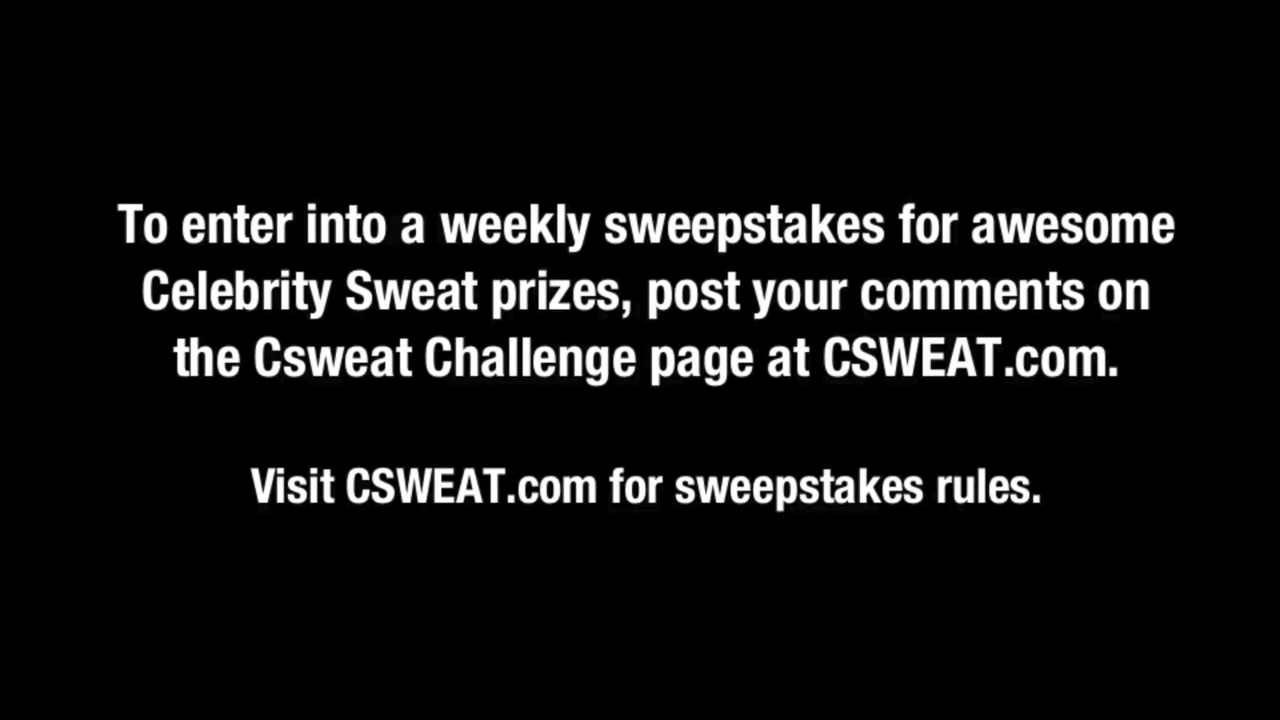 To enter into a weekly sweepstakes for awesome
Celebrity Sweat prizes, post your comments on
the Csweat Challenge page at CSWEAT.com.
Visit CSWEAT.com for sweepstakes rules.